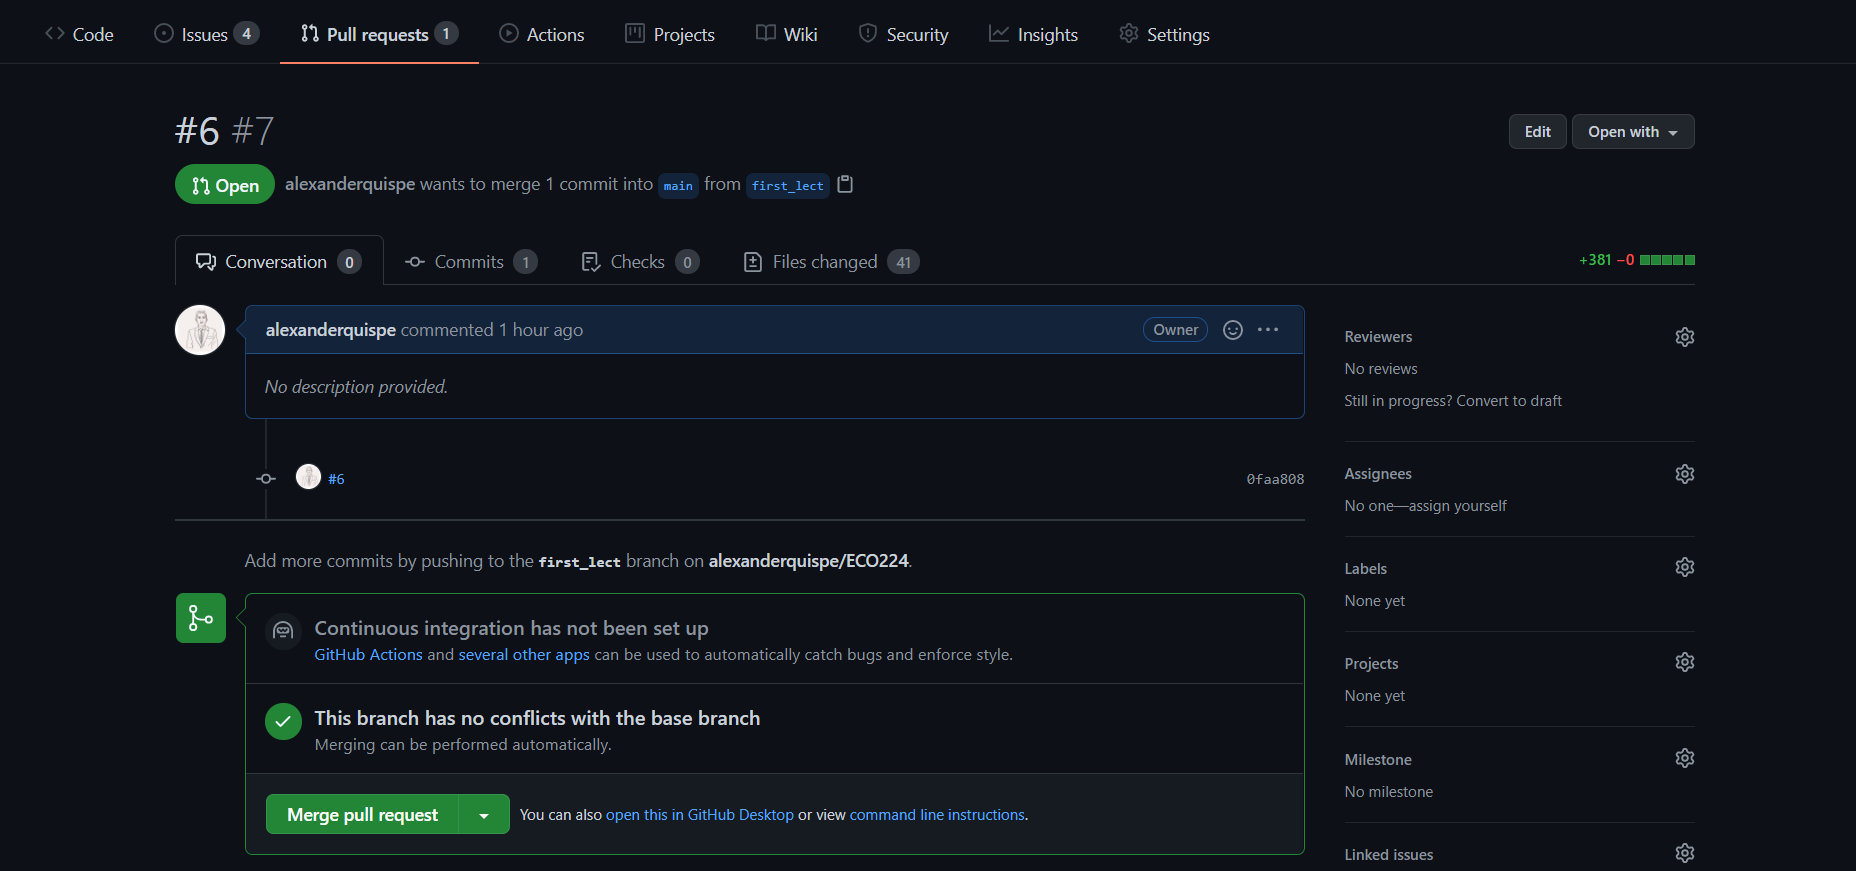 Code Issues 4 Pull requests 1 Actions Projects Wiki Security Insights Settings
#6 #7
Edit Open with
Open alexanderquispe wants to merge 1 commit into main from first_lect
Conversation 0 Commits 1 Checks 0 Files changed 41
+381 −0
alexanderquispe commented 1 hour ago
Owner
No description provided.
#6
0faa808
Add more commits by pushing to the first_lect branch on alexanderquispe/ECO224.
Continuous integration has not been set up
GitHub Actions and several other apps can be used to automatically catch bugs and enforce style.
This branch has no conflicts with the base branch
Merging can be performed automatically.
Merge pull request You can also open this in GitHub Desktop or view command line instructions.
Reviewers
No reviews
Still in progress? Convert to draft
Assignees
No one—assign yourself
Labels
None yet
Projects
None yet
Milestone
No milestone
Linked issues